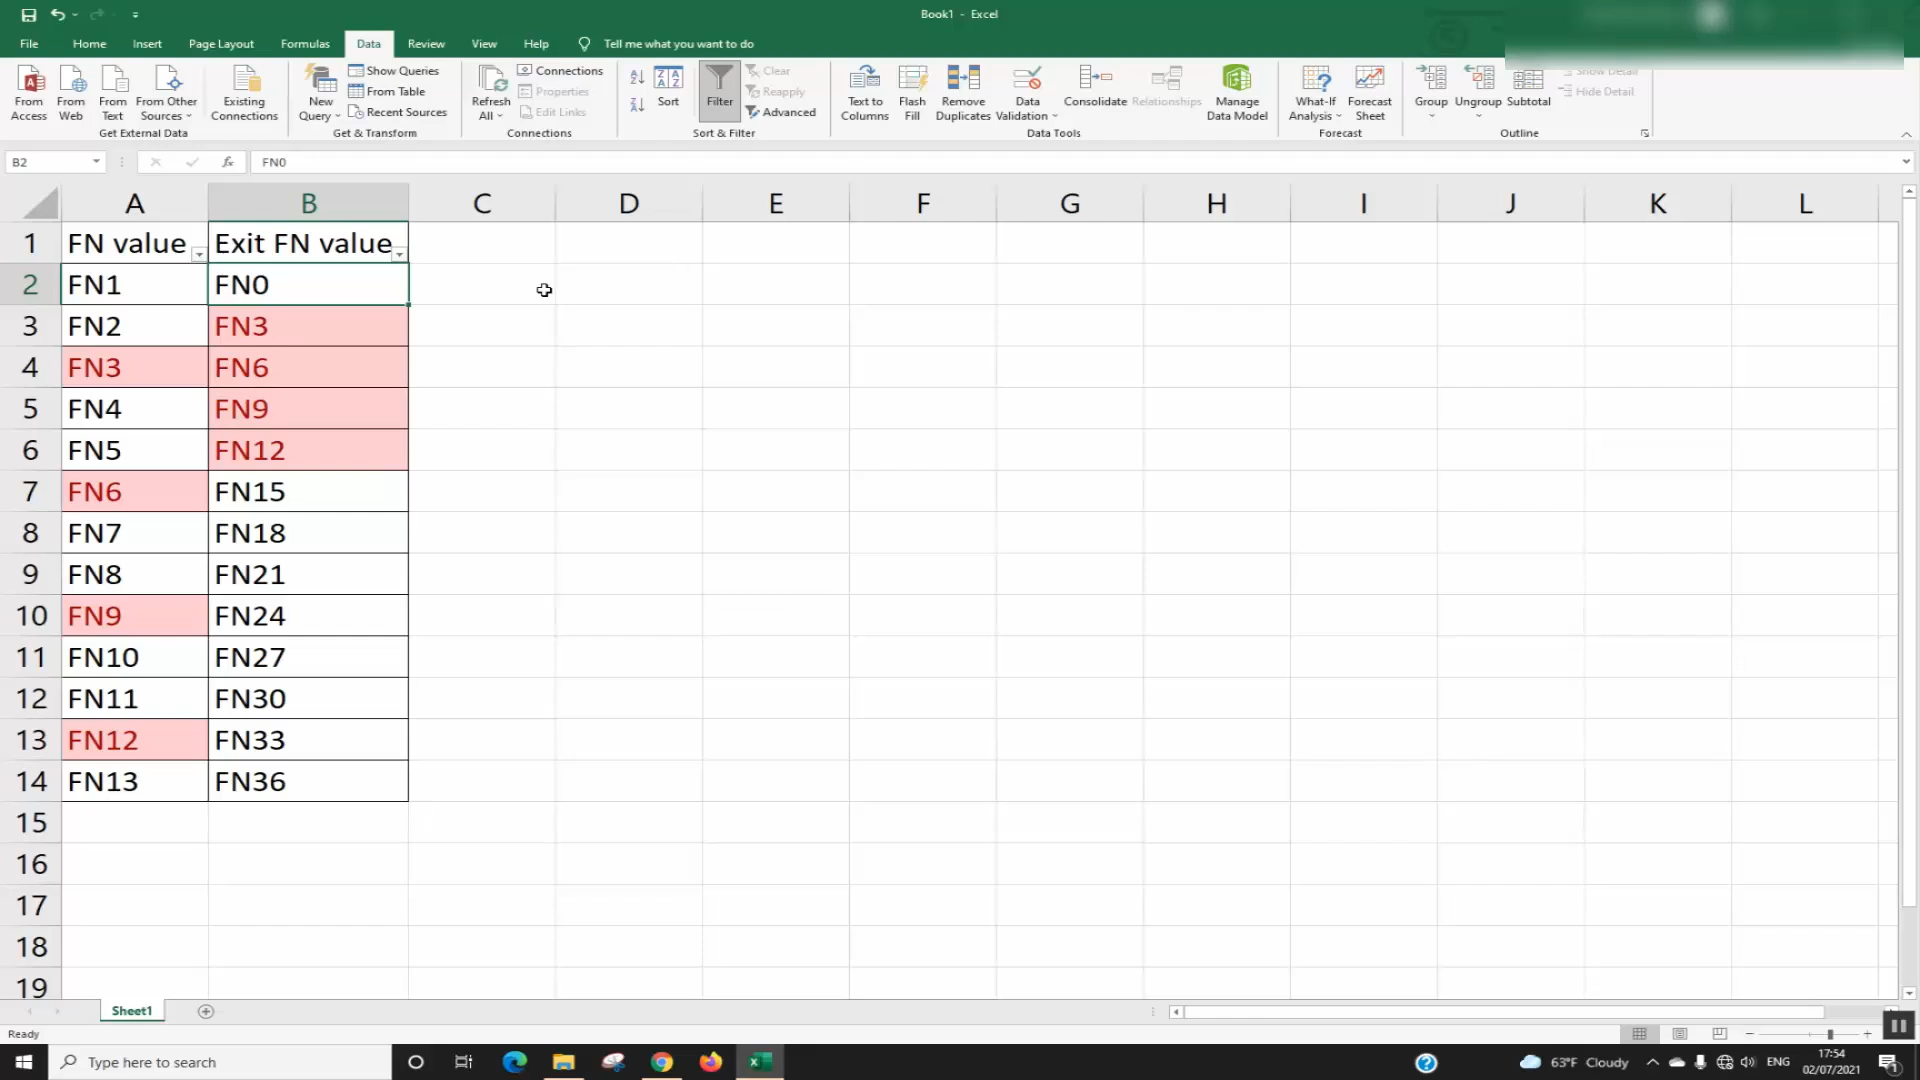 Book1 - Excel
File Home Insert Page Layout Formulas Data Review View Help Tell me what you want to do
From Access
From Web
From Text
From Other Sources
Existing Connections
Get External Data
New Query
Show Queries
From Table
Recent Sources
Get & Transform
Refresh All
Connections
Properties
Edit Links
Connections
Sort
Filter
Clear
Reapply
Advanced
Sort & Filter
Text to Columns
Flash Fill
Remove Duplicates
Data Validation
Consolidate
Relationships
Manage Data Model
Data Tools
What-If Analysis
Forecast Sheet
Forecast
Group
Ungroup
Subtotal
Show Detail
Hide Detail
Outline
B2 fx FN0
A B C D E F G H I J K L
1 FN value Exit FN value
2 FN1 FN0
3 FN2 FN3
4 FN3 FN6
5 FN4 FN9
6 FN5 FN12
7 FN6 FN15
8 FN7 FN18
9 FN8 FN21
10 FN9 FN24
11 FN10 FN27
12 FN11 FN30
13 FN12 FN33
14 FN13 FN36
15
16
17
18
19
Sheet1
Ready
Type here to search
63°F Cloudy
ENG
17:54
02/07/2021